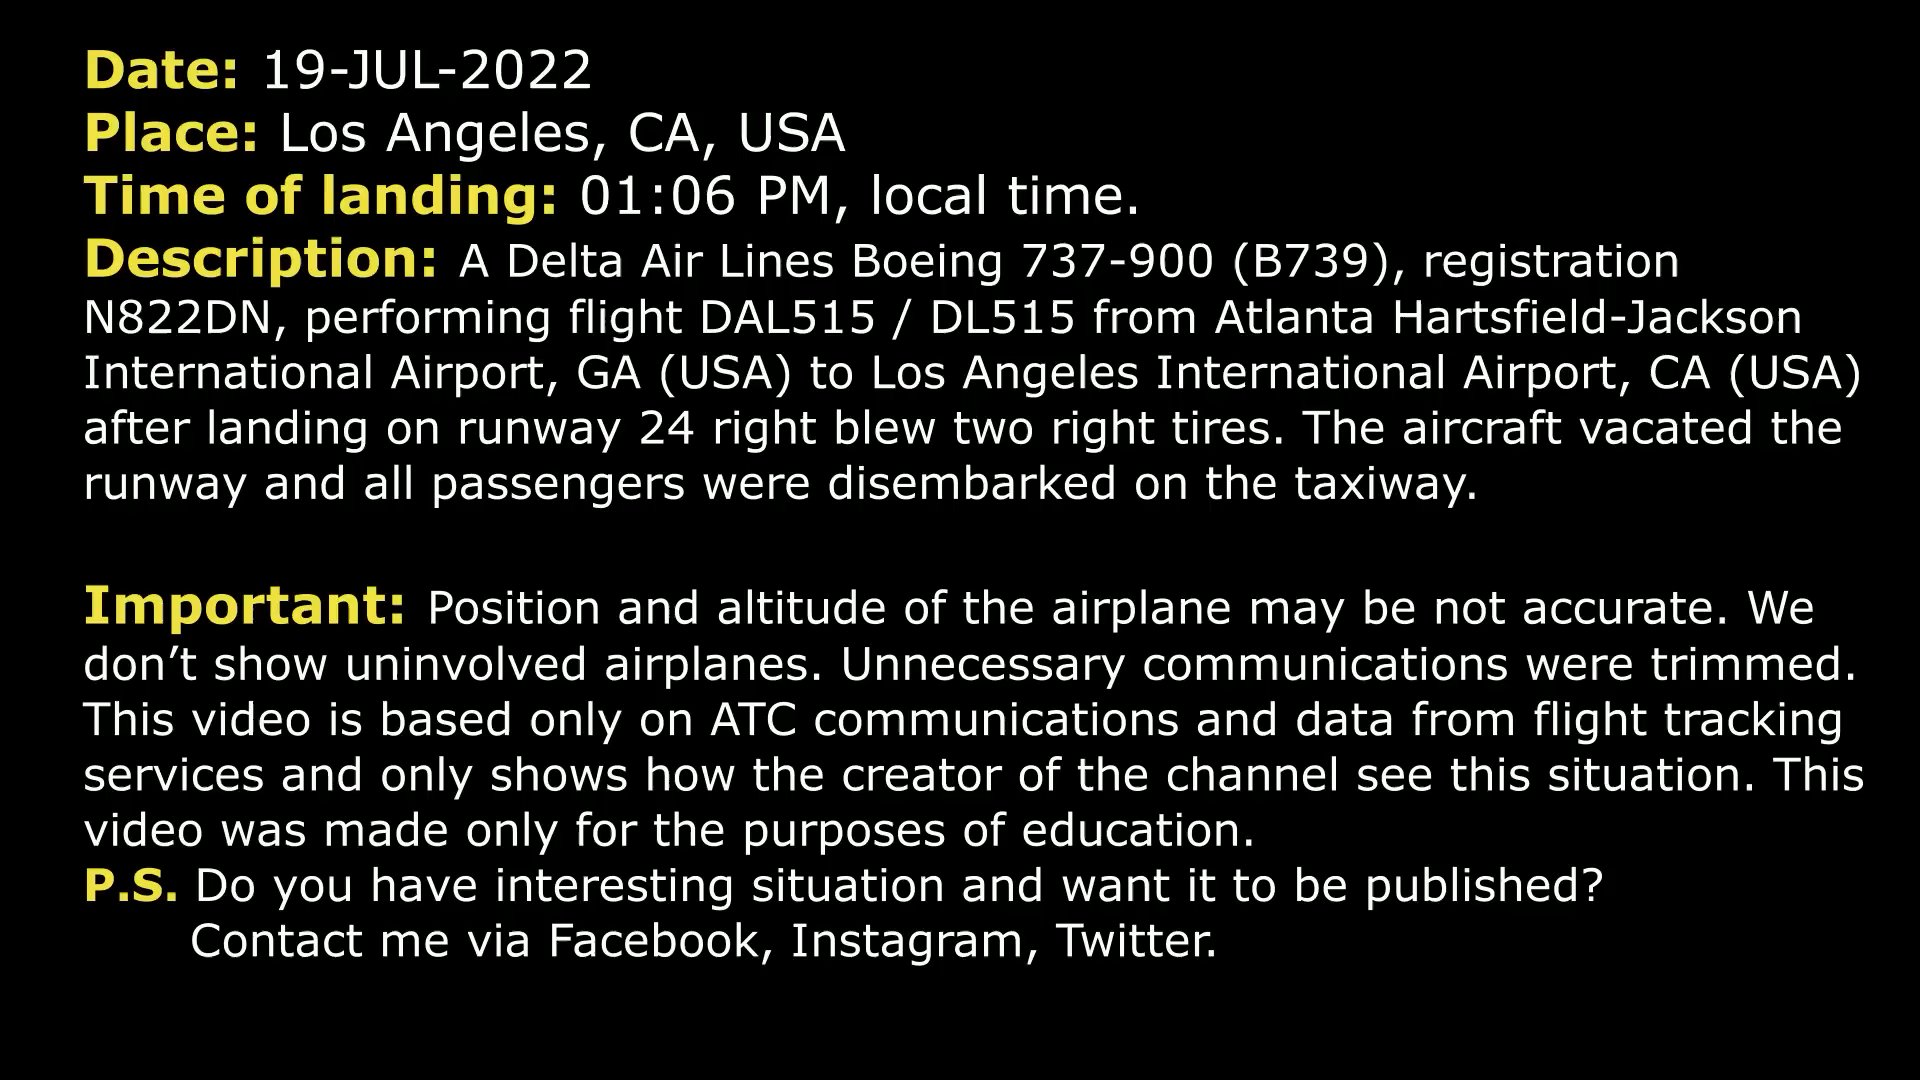 Date: 19-JUL-2022
Place: Los Angeles, CA, USA
Time of landing: 01:06 PM, local time.
Description: A Delta Air Lines Boeing 737-900 (B739), registration
N822DN, performing flight DAL515 / DL515 from Atlanta Hartsfield-Jackson
International Airport, GA (USA) to Los Angeles International Airport, CA (USA)
after landing on runway 24 right blew two right tires. The aircraft vacated the
runway and all passengers were disembarked on the taxiway.
Important: Position and altitude of the airplane may be not accurate. We
don’t show uninvolved airplanes. Unnecessary communications were trimmed.
This video is based only on ATC communications and data from flight tracking
services and only shows how the creator of the channel see this situation. This
video was made only for the purposes of education.
P.S. Do you have interesting situation and want it to be published?
Contact me via Facebook, Instagram, Twitter.